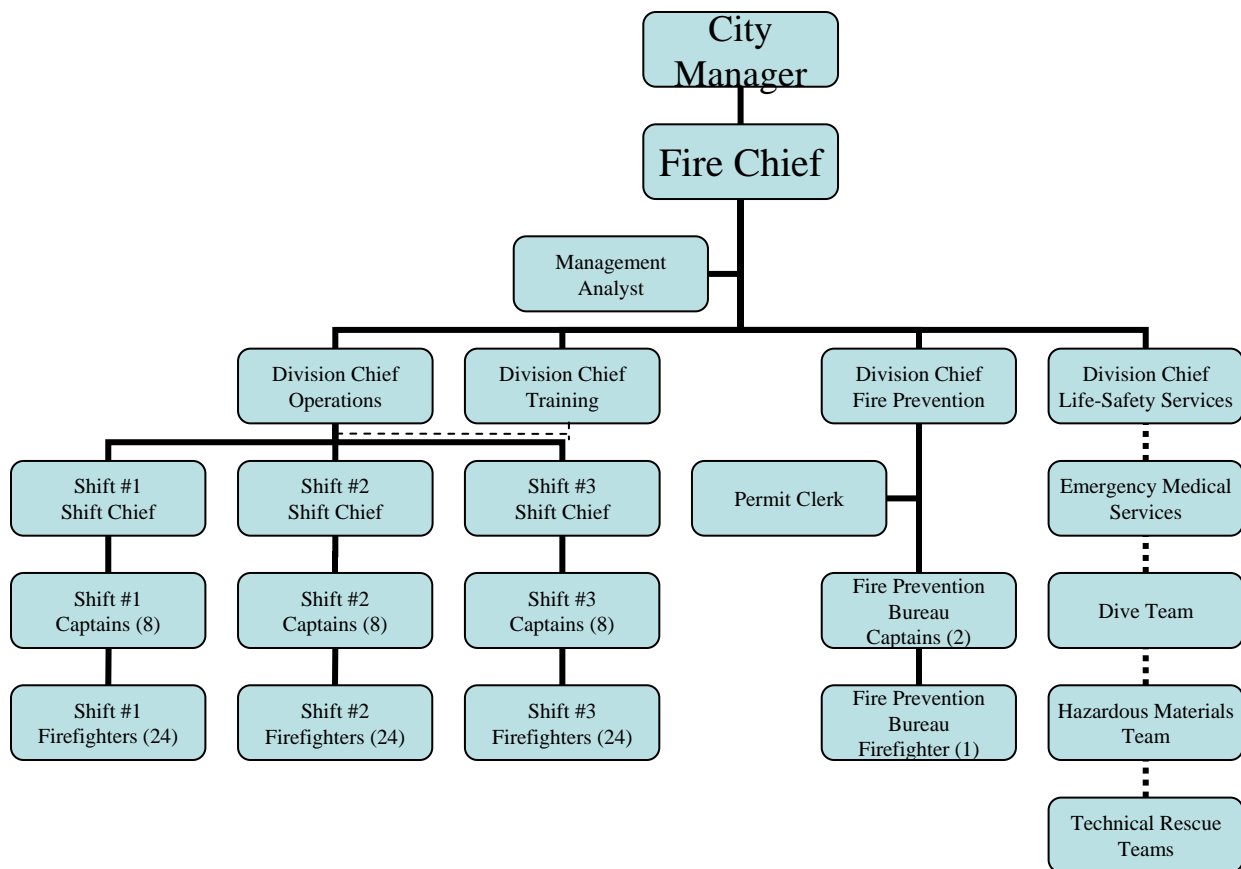 City
Manager
Fire Chief
Management
Analyst
Division Chief
Operations
Division Chief
Training
Division Chief
Fire Prevention
Division Chief
Life-Safety Services
Shift #1
Shift Chief
Shift #2
Shift Chief
Shift #3
Shift Chief
Permit Clerk
Emergency Medical
Services
Shift #1
Captains (8)
Shift #2
Captains (8)
Shift #3
Captains (8)
Fire Prevention
Bureau
Captains (2)
Dive Team
Shift #1
Firefighters (24)
Shift #2
Firefighters (24)
Shift #3
Firefighters (24)
Fire Prevention
Bureau
Firefighter (1)
Hazardous Materials
Team
Technical Rescue
Teams